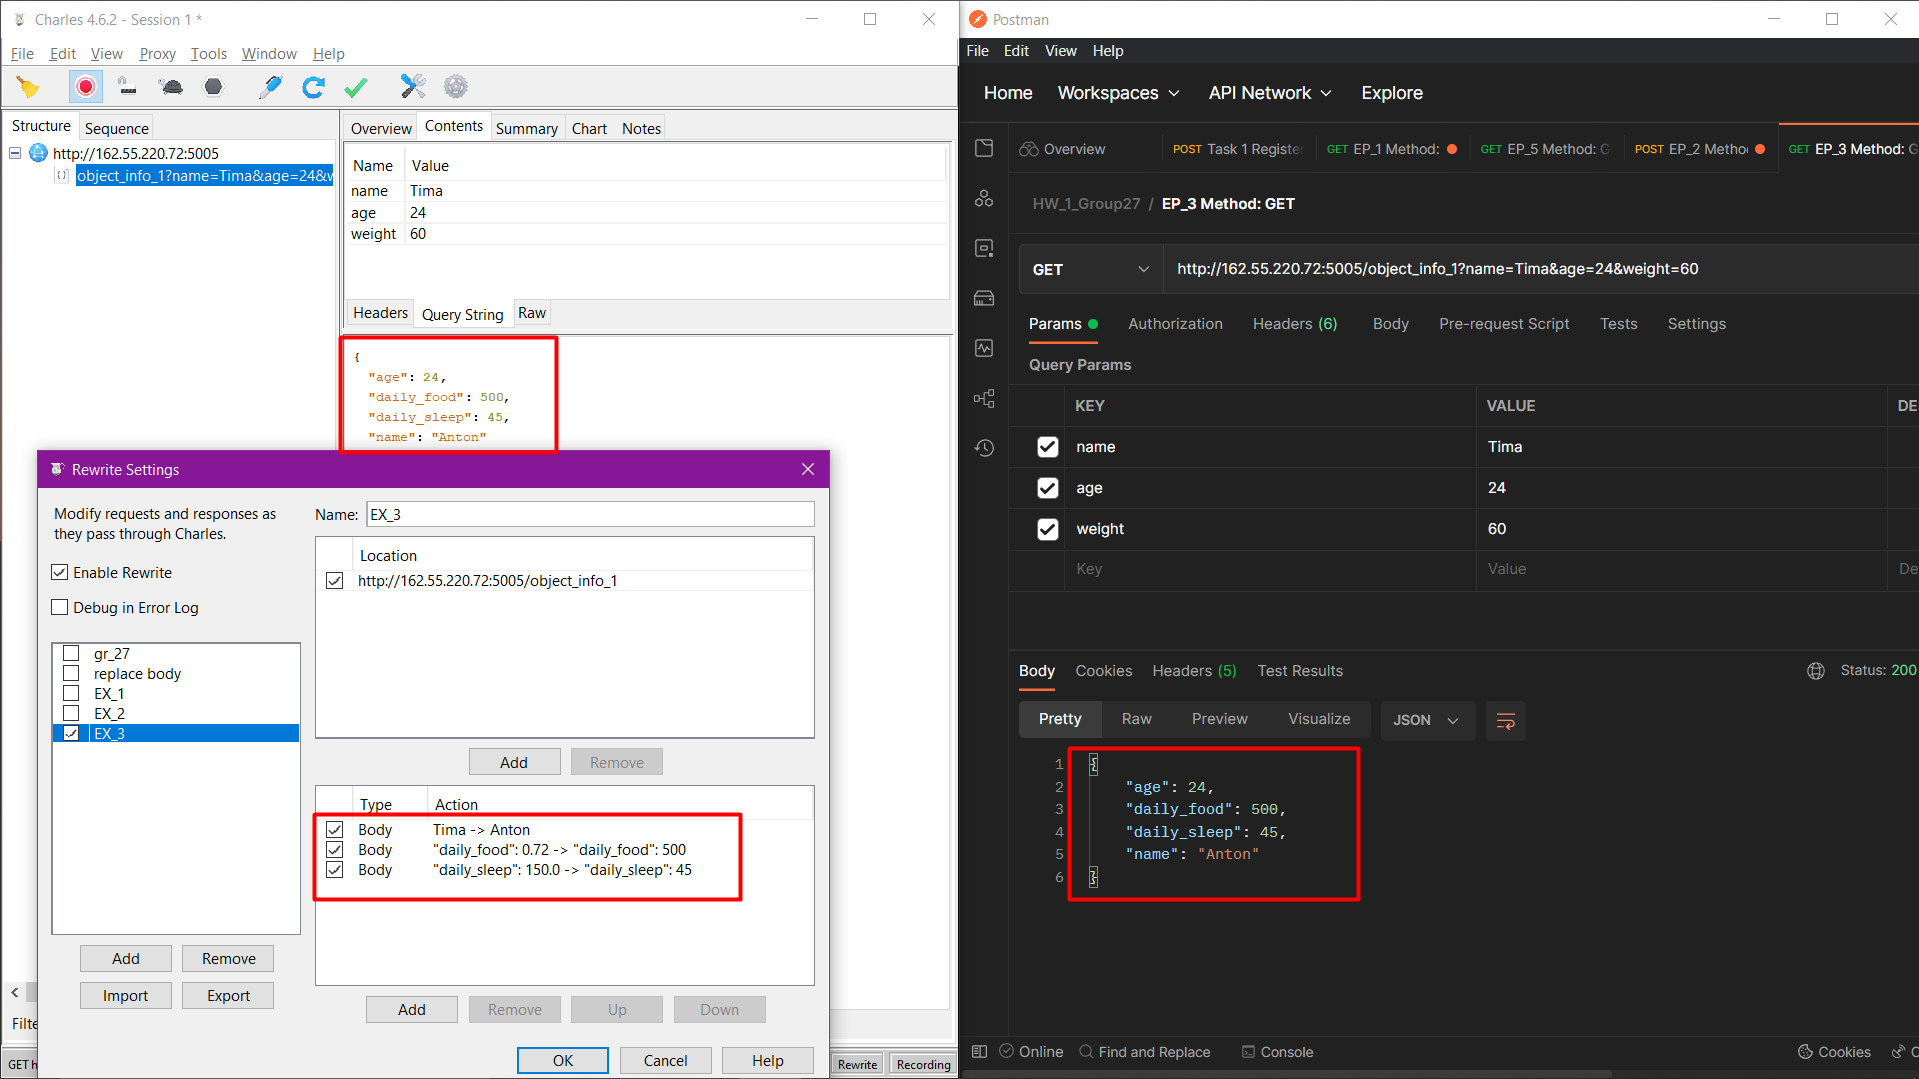 Charles 4.6.2 - Session 1 *
File Edit View Proxy Tools Window Help
Structure Sequence
http://162.55.220.72:5005
object_info_1?name=Tima&age=24&w
Overview Contents Summary Chart Notes
Name Value
name Tima
age 24
weight 60
Headers Query String Raw
{
"age": 24,
"daily_food": 500,
"daily_sleep": 45,
"name": "Anton"
Rewrite Settings
Modify requests and responses as
they pass through Charles.
Enable Rewrite
Debug in Error Log
gr_27
replace body
EX_1
EX_2
EX_3
Add Remove
Import Export
Name: EX_3
Location
http://162.55.220.72:5005/object_info_1
Add Remove
Type Action
Body Tima -> Anton
Body "daily_food": 0.72 -> "daily_food": 500
Body "daily_sleep": 150.0 -> "daily_sleep": 45
Add Remove Up Down
OK Cancel Help
Filte
GET h
Rewrite Recording
Postman
File Edit View Help
Home Workspaces API Network Explore
Overview POST Task 1 Registe GET EP_1 Method: GET EP_5 Method: G POST EP_2 Metho GET EP_3 Method: G
HW_1_Group27 / EP_3 Method: GET
GET http://162.55.220.72:5005/object_info_1?name=Tima&age=24&weight=60
Params Authorization Headers (6) Body Pre-request Script Tests Settings
Query Params
KEY VALUE DE
name Tima
age 24
weight 60
Key Value De
Body Cookies Headers (5) Test Results Status: 200
Pretty Raw Preview Visualize JSON
1 {
2 "age": 24,
3 "daily_food": 500,
4 "daily_sleep": 45,
5 "name": "Anton"
6 }
Online Find and Replace Console Cookies C